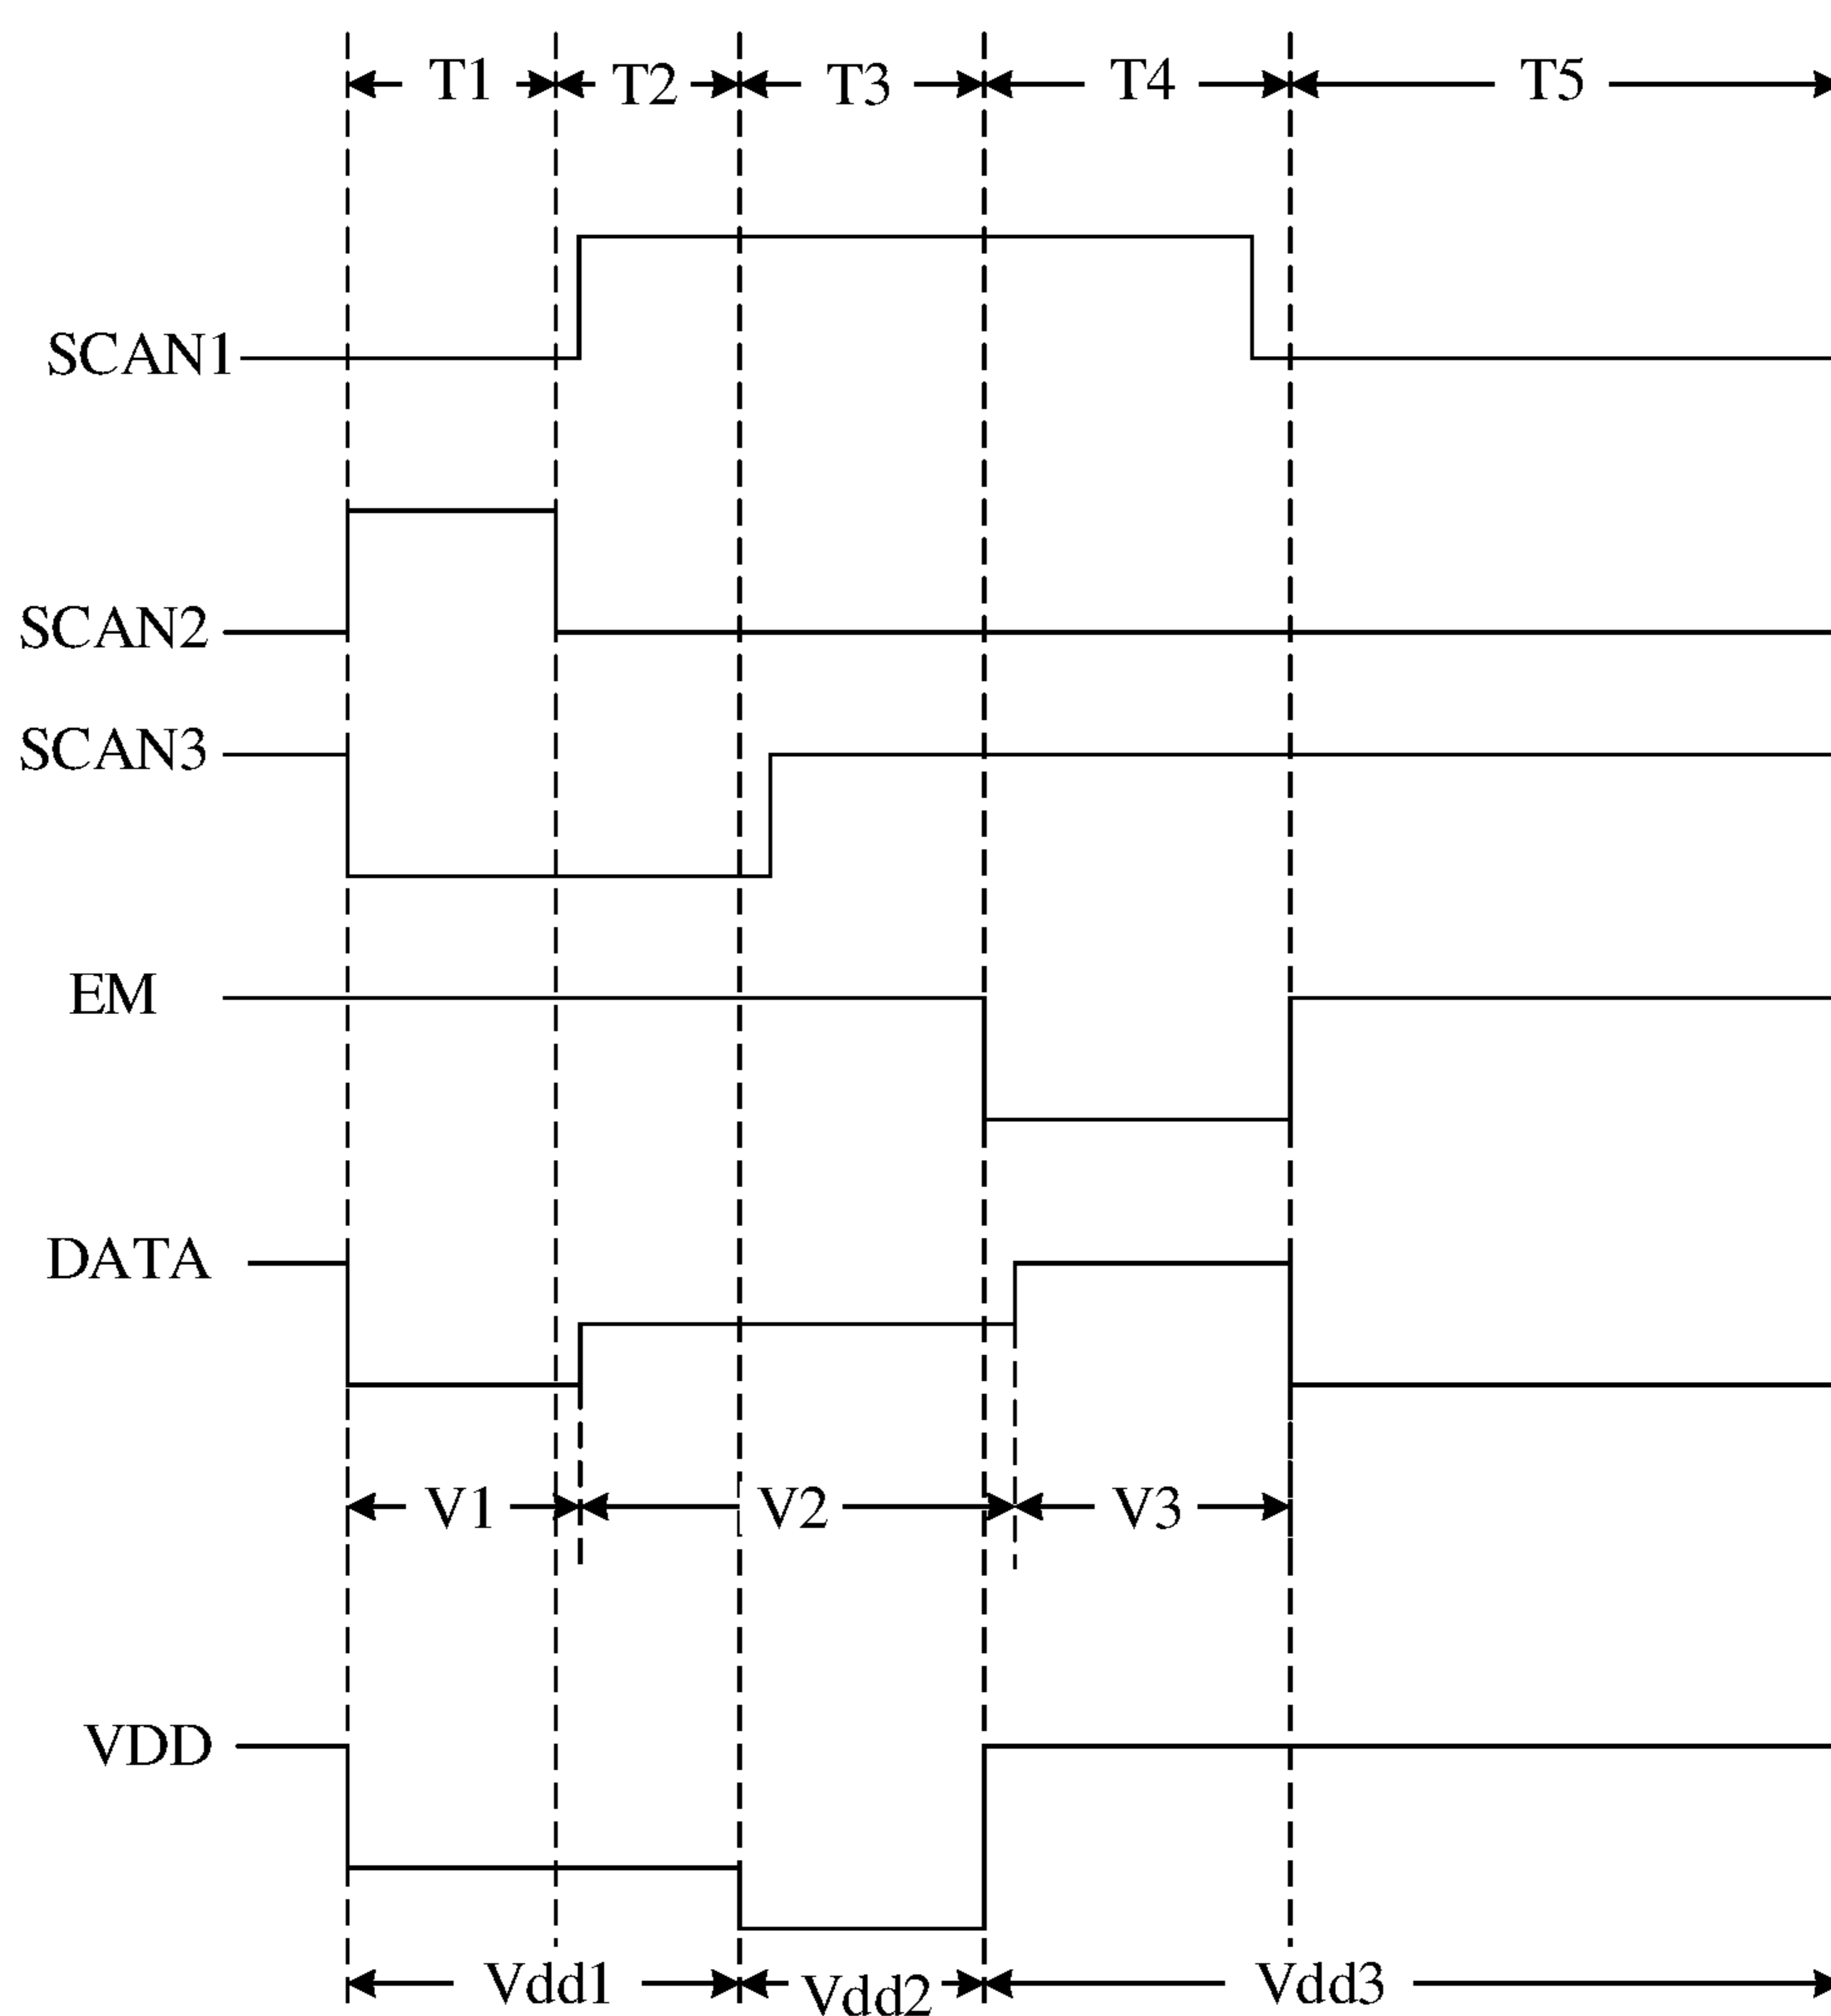 T1 T2 T3 T4 T5
SCAN1
SCAN2
SCAN3
EM
DATA
V1 V2 V3
VDD
Vdd1 Vdd2 Vdd3